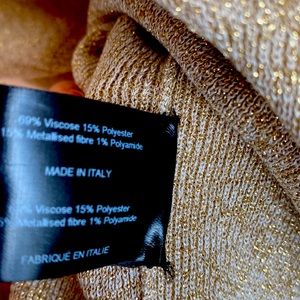 69% Viscose 15% Polyester
15% Metallised fibre 1% Polyamide
MADE IN ITALY
% Viscose 15% Polyester
5% Metallised fibre 1% Polyamide
FABRIQUÉ EN ITALIE